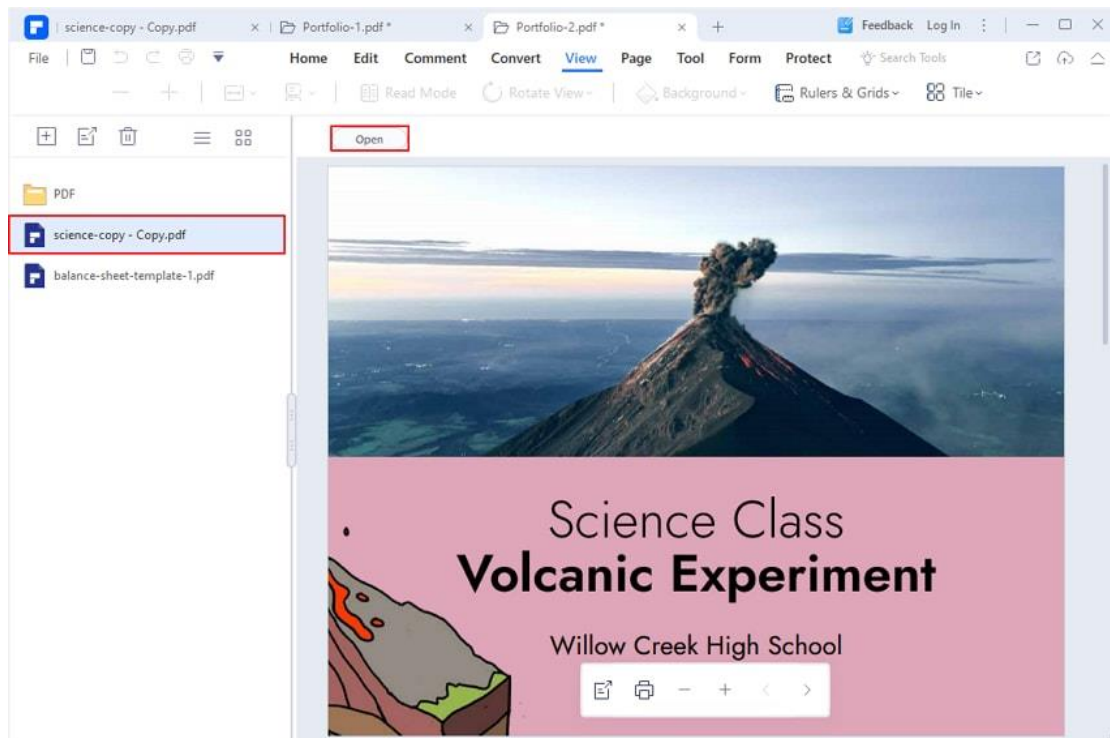 science-copy - Copy.pdf
Portfolio-1.pdf *
Portfolio-2.pdf *
Feedback Log In
File
Home Edit Comment Convert View Page Tool Form Protect Search Tools
Read Mode Rotate View Background Rulers & Grids Tile
Open
PDF
science-copy - Copy.pdf
balance-sheet-template-1.pdf
Science Class
Volcanic Experiment
Willow Creek High School